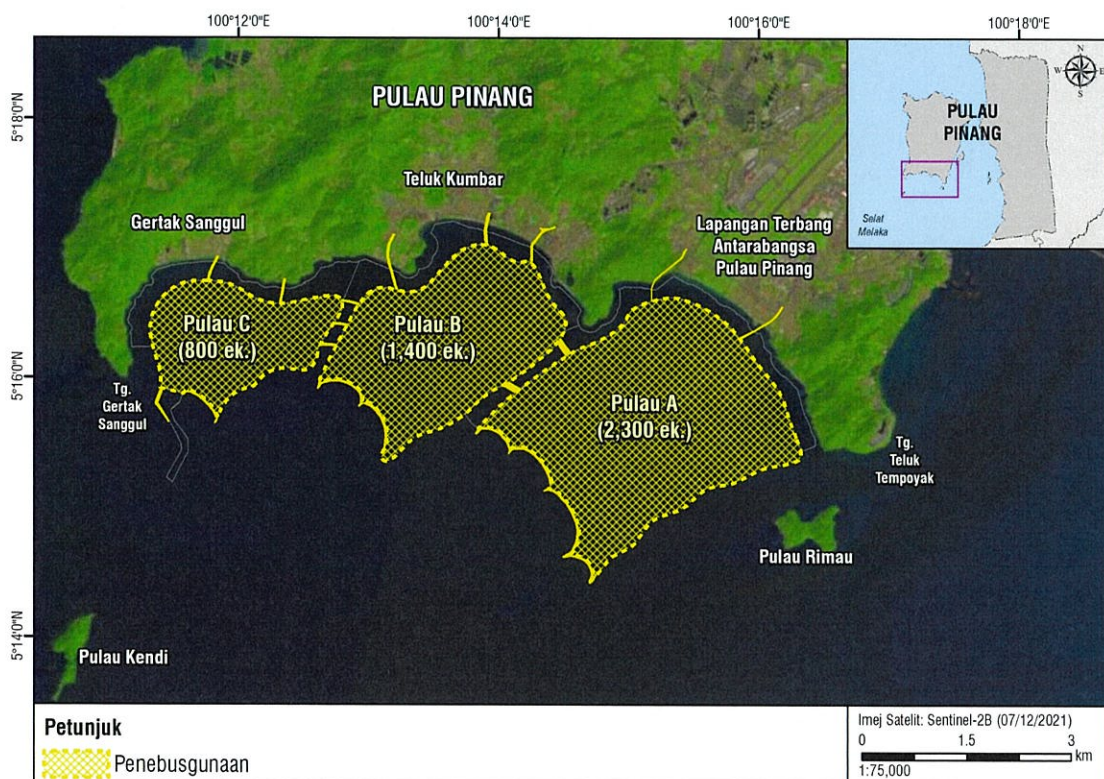 100°12'0"E
100°14'0"E
100°16'0"E
100°18'0"E
5°18'0"N
5°16'0"N
5°14'0"N
PULAU PINANG
Teluk Kumbar
Gertak Sanggul
Lapangan Terbang
Antarabangsa
Pulau Pinang
Pulau C
(800 ek.)
Pulau B
(1,400 ek.)
Pulau A
(2,300 ek.)
Tg.
Gertak
Sanggul
Tg.
Teluk
Tempoyak
Pulau Rimau
Pulau Kendi
N
W
E
S
PULAU
PINANG
Selat
Melaka
Petunjuk
Penebusgunaan
Imej Satelit: Sentinel-2B (07/12/2021)
0 1.5 3
km
1:75,000